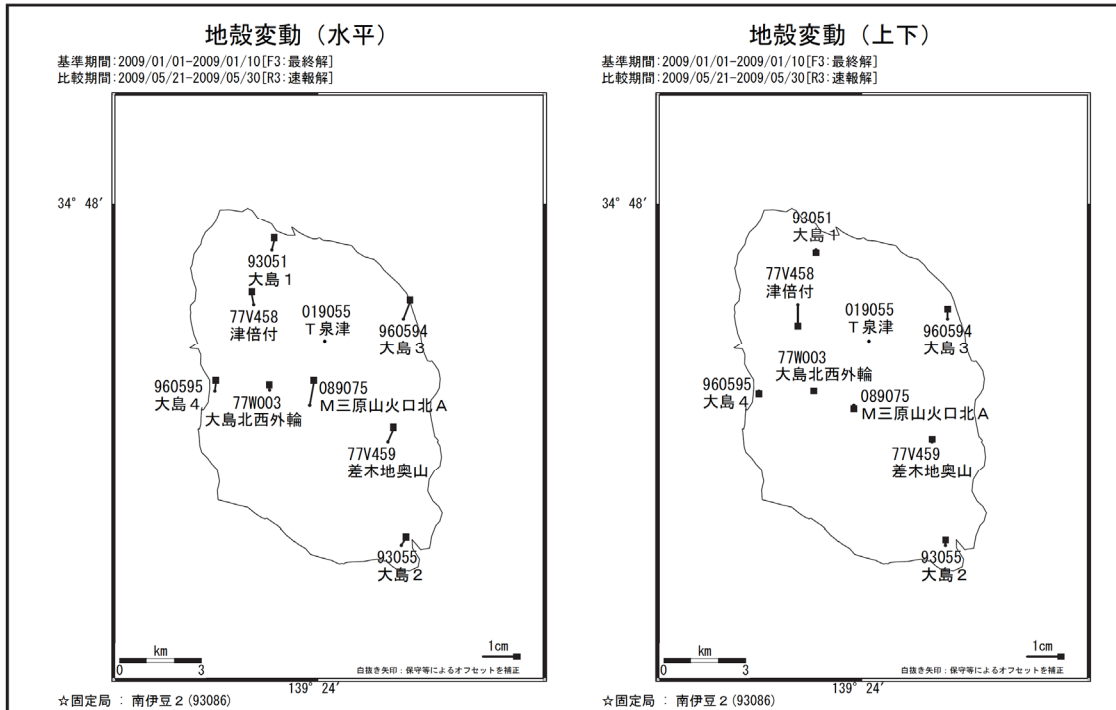 地殻変動（水平）
基準期間:2009/01/01-2009/01/10[F3:最終解]
比較期間:2009/05/21-2009/05/30[R3:速報解]
34° 48′
93051
大島１
77V458
津倍付
019055
Ｔ泉津
960594
大島３
960595
大島４
77W003
大島北西外輪
089075
Ｍ三原山火口北Ａ
77V459
差木地奥山
93055
大島２
km
0 3
1cm
白抜き矢印：保守等によるオフセットを補正
139° 24′
☆固定局 ： 南伊豆２(93086)
地殻変動（上下）
基準期間:2009/01/01-2009/01/10[F3:最終解]
比較期間:2009/05/21-2009/05/30[R3:速報解]
34° 48′
93051
大島１
77V458
津倍付
019055
Ｔ泉津
960594
大島３
77W003
大島北西外輪
960595
大島４
089075
Ｍ三原山火口北Ａ
77V459
差木地奥山
93055
大島２
km
0 3
1cm
白抜き矢印：保守等によるオフセットを補正
139° 24′
☆固定局 ： 南伊豆２(93086)